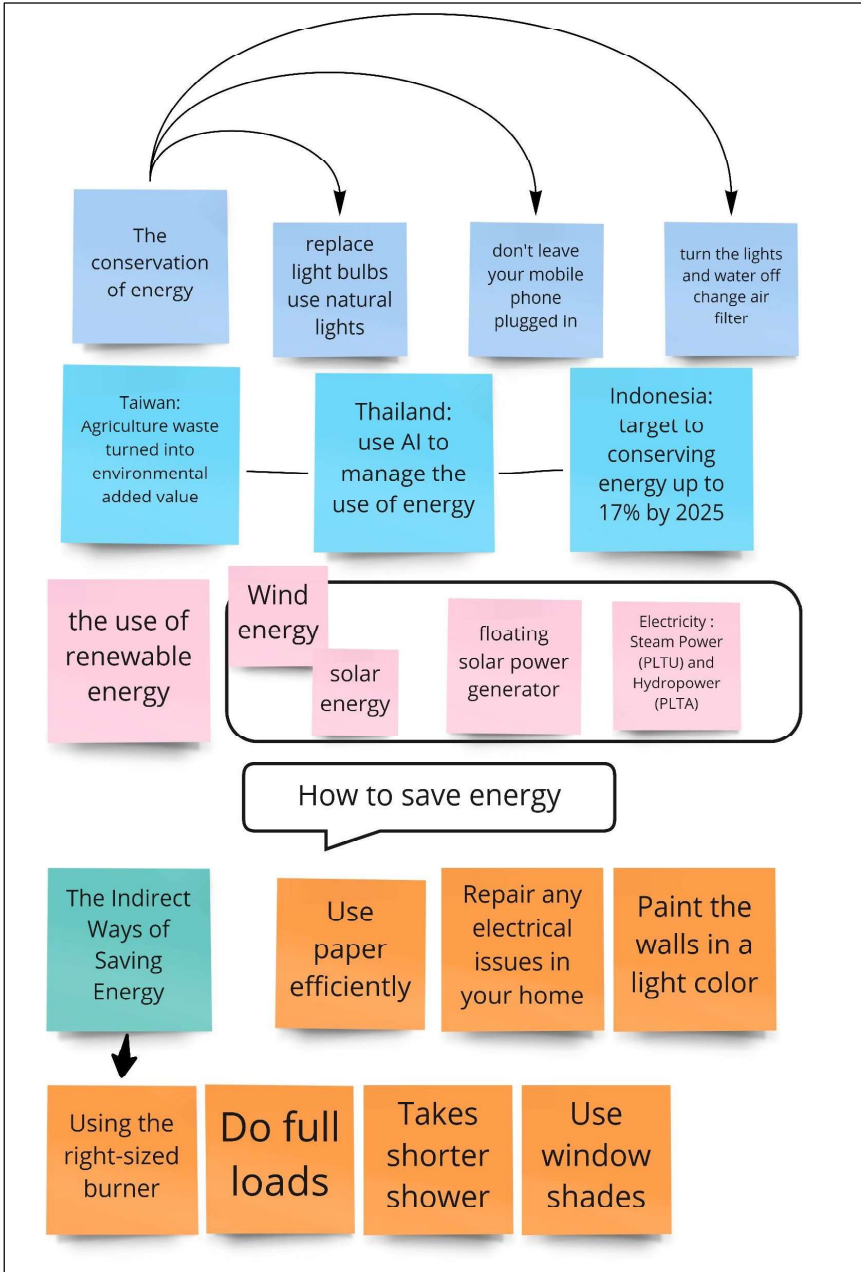 The
conservation
of energy
replace
light bulbs
use natural
lights
don't leave
your mobile
phone
plugged in
turn the lights
and water off
change air
filter
Taiwan:
Agriculture waste
turned into
environmental
added value
Thailand:
use AI to
manage the
use of energy
Indonesia:
target to
conserving
energy up to
17% by 2025
the use of
renewable
energy
Wind
energy
solar
energy
floating
solar power
generator
Electricity :
Steam Power
(PLTU) and
Hydropower
(PLTA)
How to save energy
The Indirect
Ways of
Saving
Energy
Use
paper
efficiently
Repair any
electrical
issues in
your home
Paint the
walls in a
light color
Using the
right-sized
burner
Do full
loads
Takes
shorter
shower
Use
window
shades